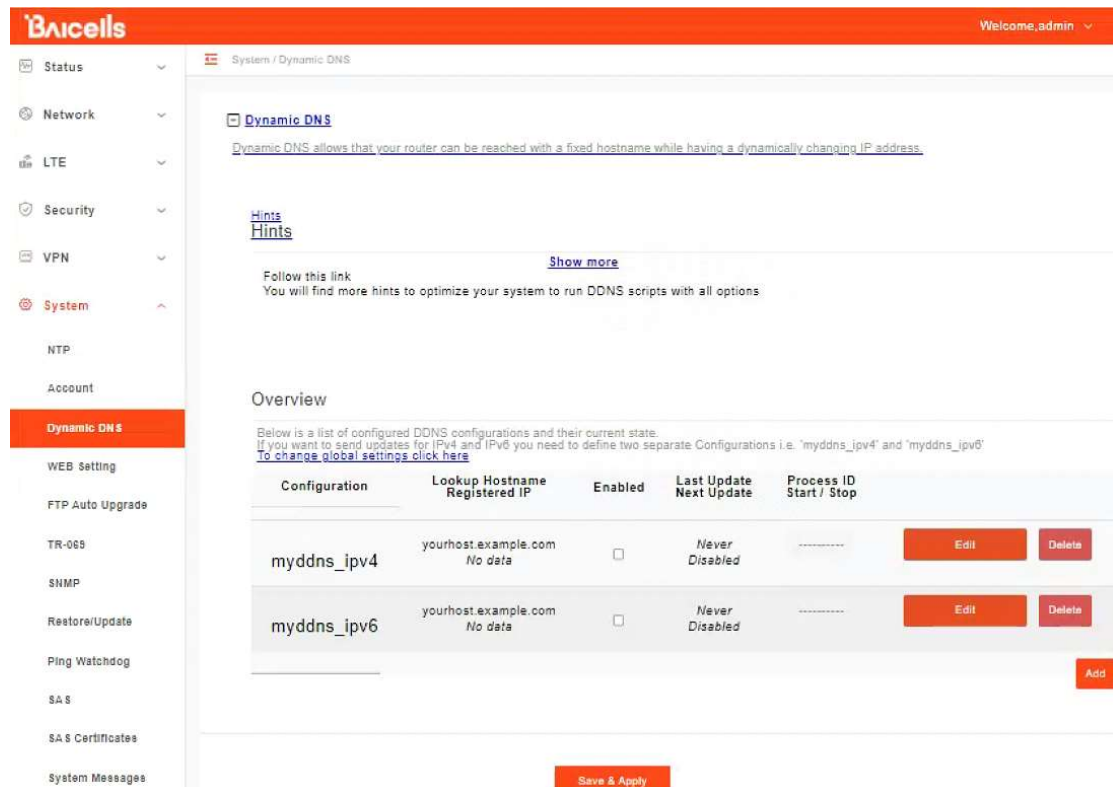 BAicells
Welcome,admin
Status
Network
LTE
Security
VPN
System
NTP
Account
Dynamic DNS
WEB Setting
FTP Auto Upgrade
TR-069
SNMP
Restore/Update
Ping Watchdog
SAS
SAS Certificates
System Messages
System / Dynamic DNS
Dynamic DNS
Dynamic DNS allows that your router can be reached with a fixed hostname while having a dynamically changing IP address.
Hints
Hints
Show more
Follow this link
You will find more hints to optimize your system to run DDNS scripts with all options
Overview
Below is a list of configured DDNS configurations and their current state.
If you want to send updates for IPv4 and IPv6 you need to define two separate Configurations i.e. 'myddns_ipv4' and 'myddns_ipv6'
To change global settings click here
Configuration Lookup Hostname Enabled Last Update Process ID
Registered IP Next Update Start / Stop
myddns_ipv4 yourhost.example.com Never ---------- Edit Delete
No data Disabled
myddns_ipv6 yourhost.example.com Never ---------- Edit Delete
No data Disabled
Add
Save & Apply